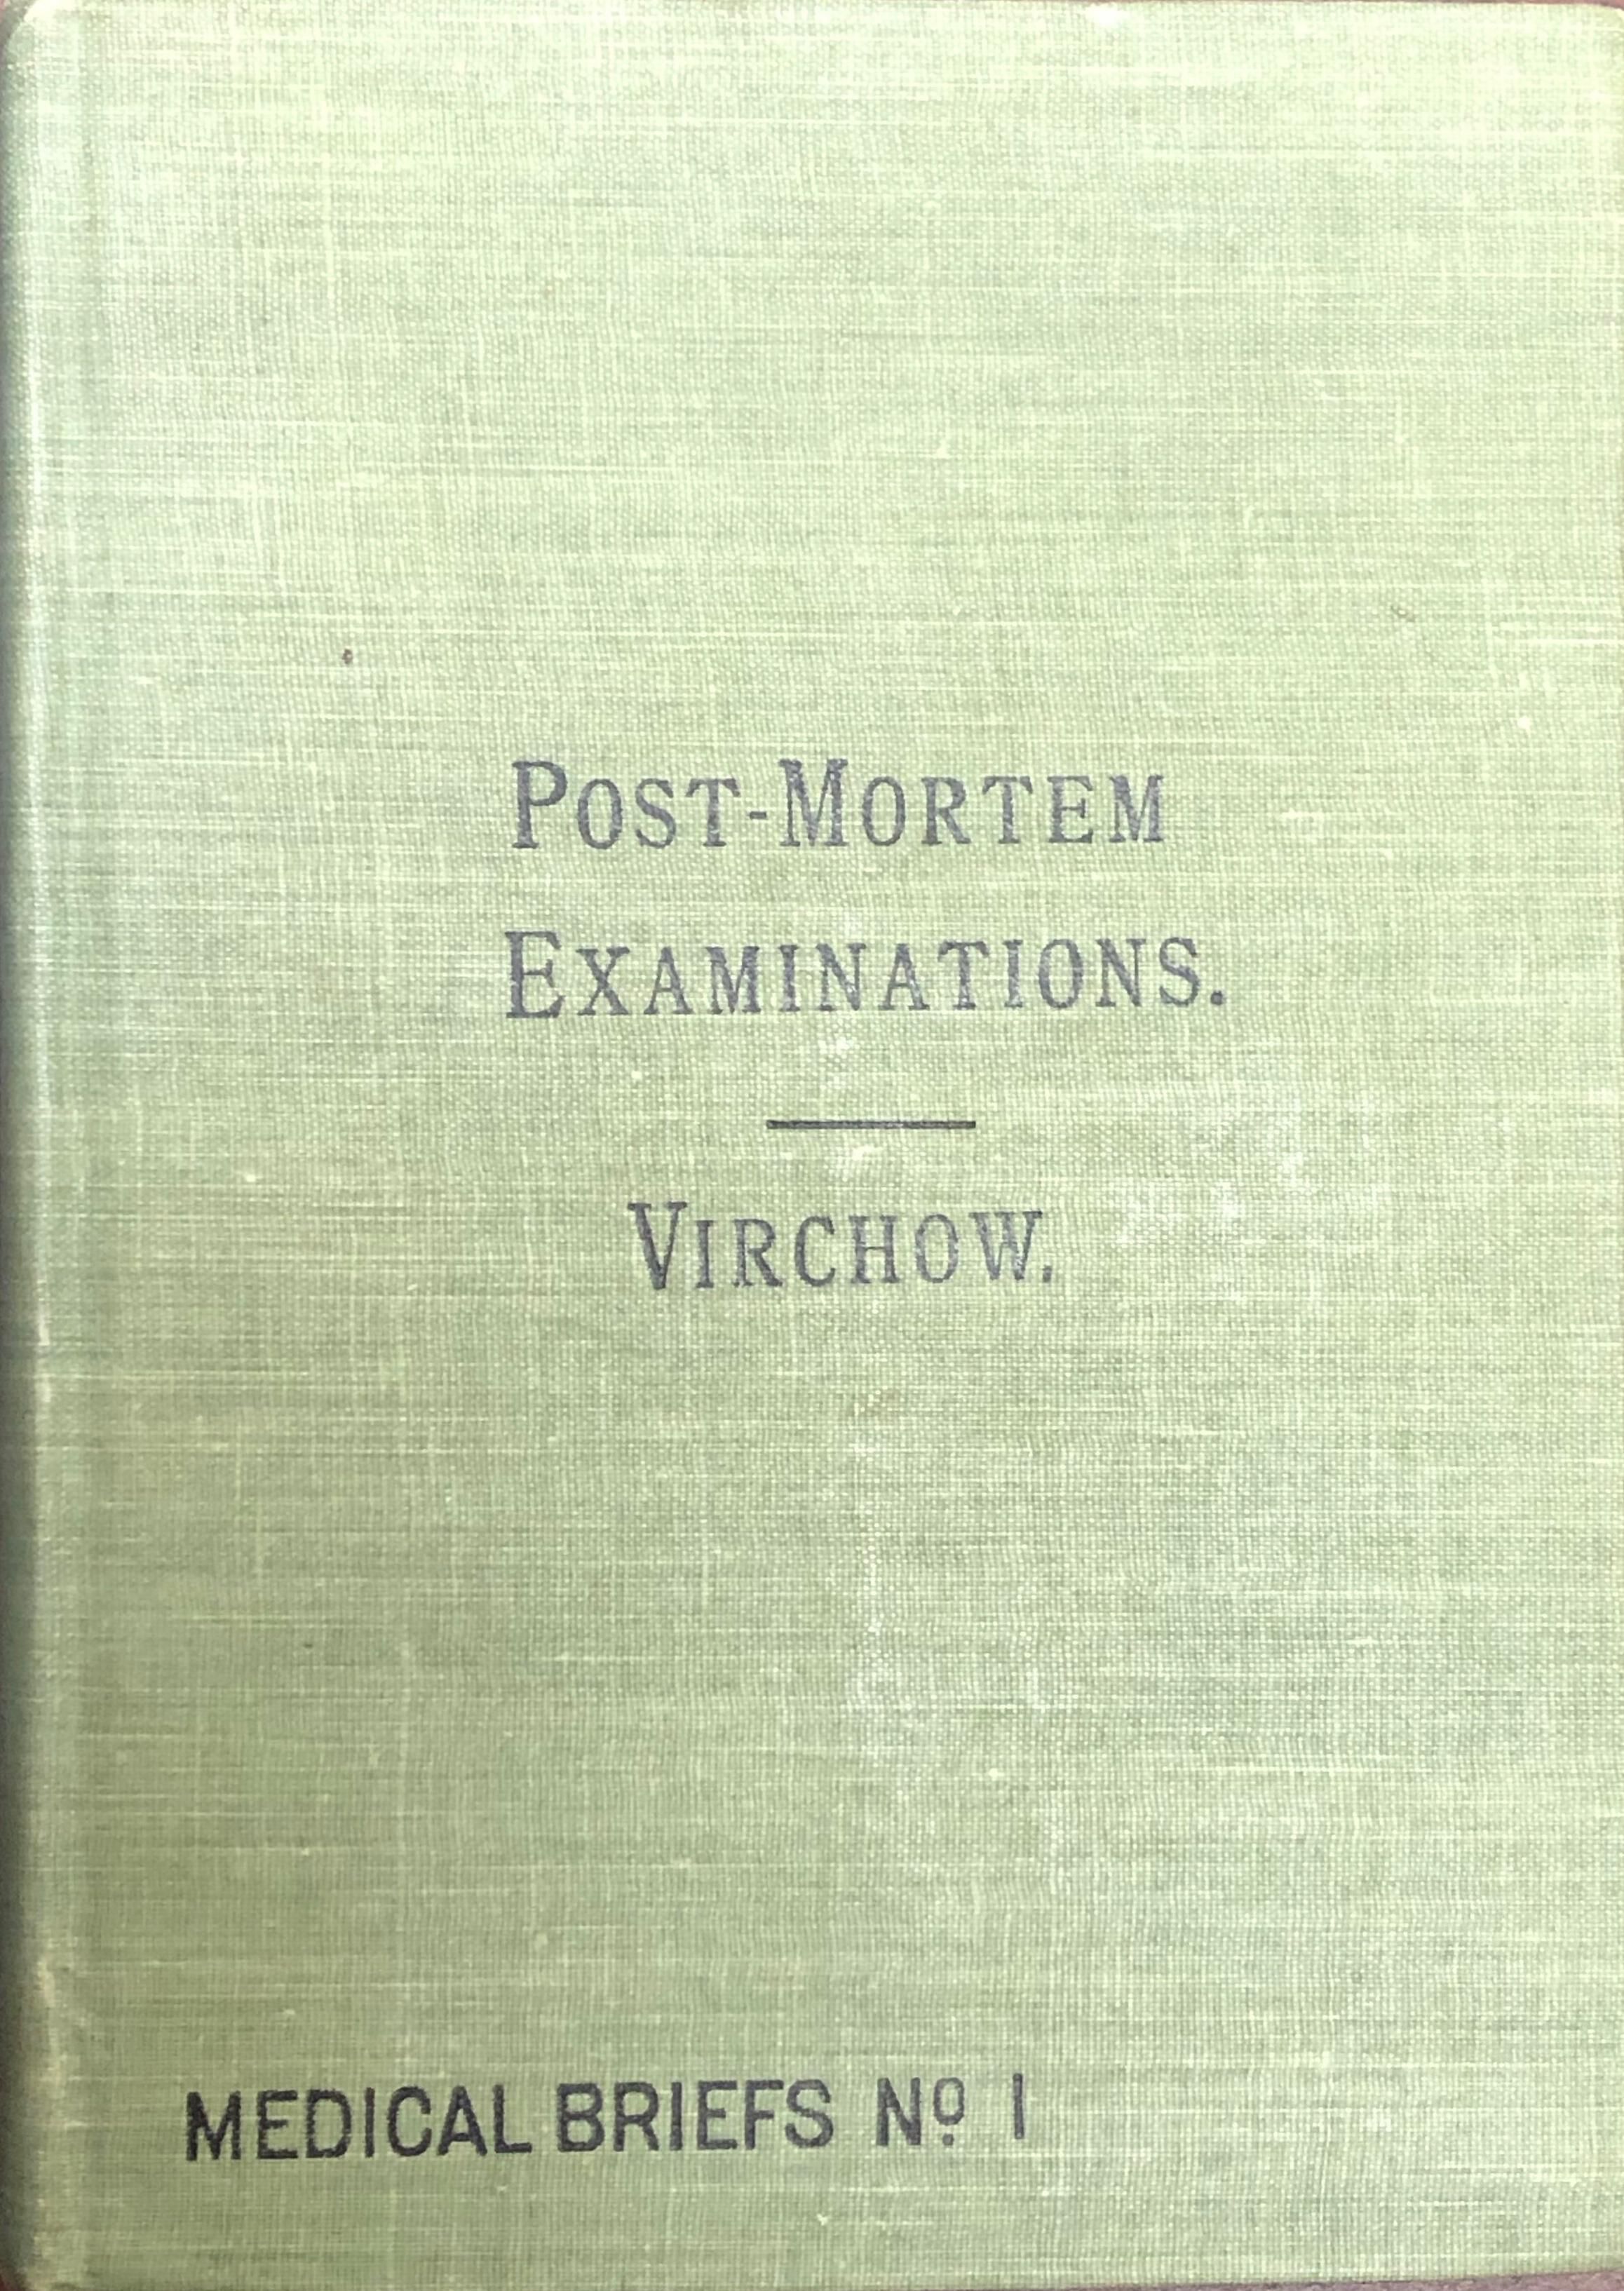 POST-MORTEM
EXAMINATIONS.
VIRCHOW.
MEDICAL BRIEFS Nº 1